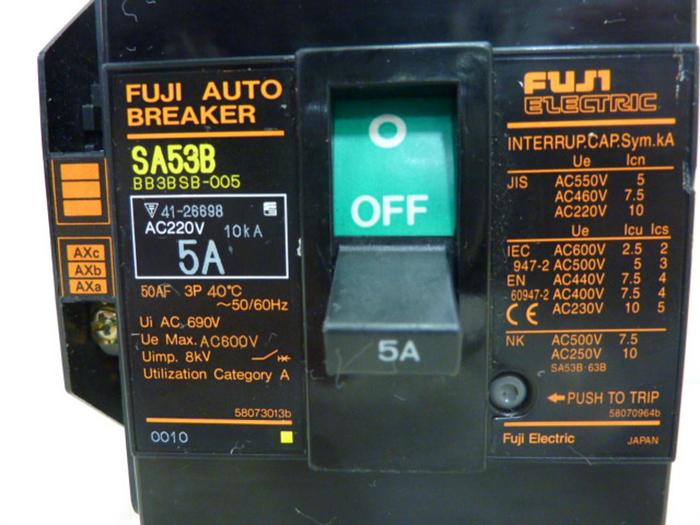 FUJI AUTO
BREAKER
SA53B
BB3BSB-005
41-26698
AC220V 10kA
5A
50AF 3P 40°C
~50/60Hz
Ui AC 690V
Ue Max. AC600V
Uimp. 8kV
Utilization Category A
58073013b
0010
AXc
AXb
AXa
O
OFF
5A
FUJI
ELECTRIC
INTERRUP.CAP.Sym.kA
Ue Icn
JIS AC550V 5
AC460V 7.5
AC220V 10
Ue Icu Ics
IEC AC600V 2.5 2
947-2 AC500V 5 3
EN AC440V 7.5 4
60947-2 AC400V 7.5 4
CE AC230V 10 5
NK AC500V 7.5
AC250V 10
SA53B·63B
←PUSH TO TRIP
58070964b
Fuji Electric JAPAN